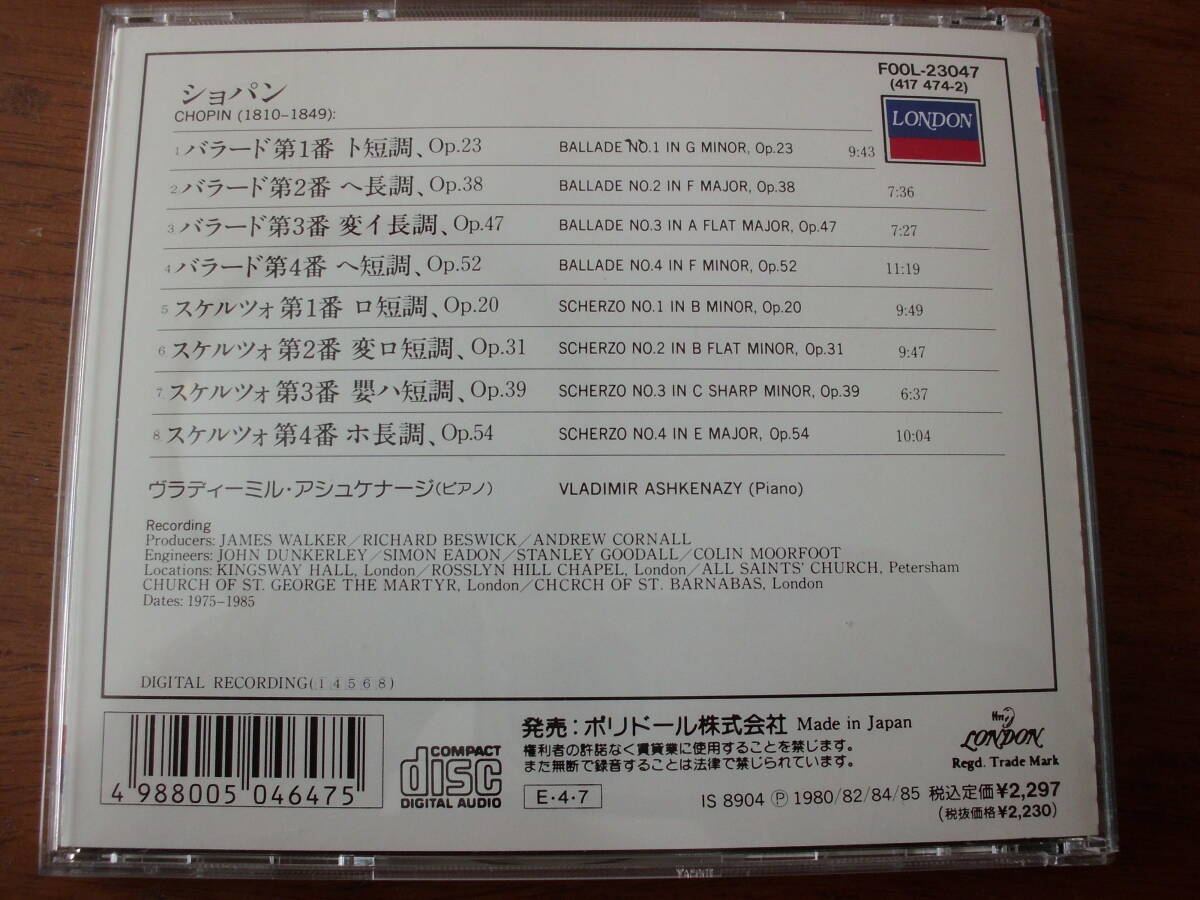 ショパン
CHOPIN (1810-1849):
F00L-23047
(417 474-2)
LONDON
1 バラード第1番 ト短調、Op.23 BALLADE NO.1 IN G MINOR, Op.23 9:43
2 バラード第2番 ヘ長調、Op.38 BALLADE NO.2 IN F MAJOR, Op.38 7:36
3 バラード第3番 変イ長調、Op.47 BALLADE NO.3 IN A FLAT MAJOR, Op.47 7:27
4 バラード第4番 ヘ短調、Op.52 BALLADE NO.4 IN F MINOR, Op.52 11:19
5 スケルツォ第1番 ロ短調、Op.20 SCHERZO NO.1 IN B MINOR, Op.20 9:49
6 スケルツォ第2番 変ロ短調、Op.31 SCHERZO NO.2 IN B FLAT MINOR, Op.31 9:47
7 スケルツォ第3番 嬰ハ短調、Op.39 SCHERZO NO.3 IN C SHARP MINOR, Op.39 6:37
8 スケルツォ第4番 ホ長調、Op.54 SCHERZO NO.4 IN E MAJOR, Op.54 10:04
ヴラディーミル・アシュケナージ(ピアノ) VLADIMIR ASHKENAZY (Piano)
Recording
Producers: JAMES WALKER/RICHARD BESWICK/ANDREW CORNALL
Engineers: JOHN DUNKERLEY/SIMON EADON/STANLEY GOODALL/COLIN MOORFOOT
Locations: KINGSWAY HALL, London/ROSSLYN HILL CHAPEL, London/ALL SAINTS' CHURCH, Petersham
CHURCH OF ST. GEORGE THE MARTYR, London/CHCRCH OF ST. BARNABAS, London
Dates: 1975-1985
DIGITAL RECORDING(1 4 5 6 8)
4 988005 046475
COMPACT
disc
DIGITAL AUDIO
発売：ポリドール株式会社 Made in Japan
権利者の許諾なく賃貸業に使用することを禁じます。
また無断で録音することは法律で禁じられています。
E・4・7
LONDON
Regd. Trade Mark
IS 8904 Ⓟ 1980/82/84/85 税込定価¥2,297
(税抜価格¥2,230)